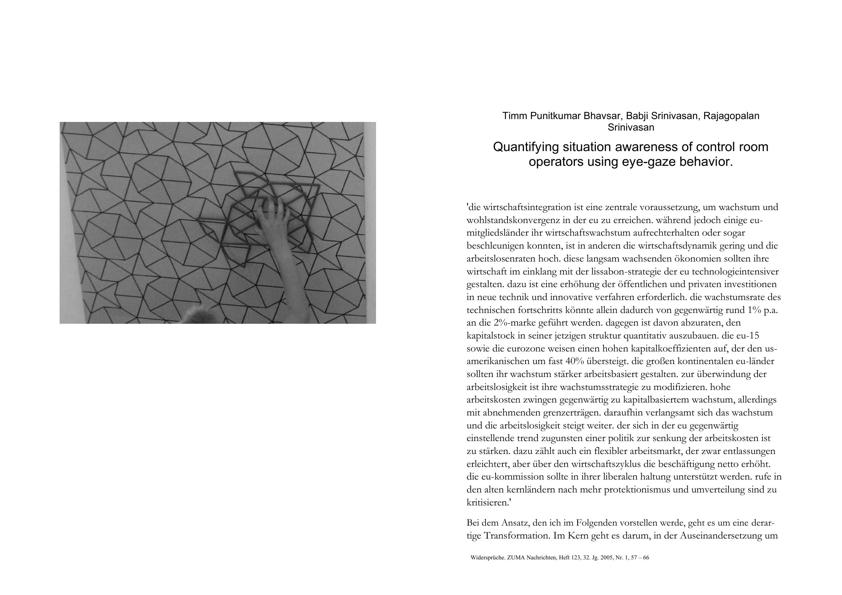 Timm Punitkumar Bhavsar, Babji Srinivasan, Rajagopalan
Srinivasan
Quantifying situation awareness of control room
operators using eye-gaze behavior.
'die wirtschaftsintegration ist eine zentrale voraussetzung, um wachstum und
wohlstandskonvergenz in der eu zu erreichen. während jedoch einige eu-
mitgliedsländer ihr wirtschaftswachstum aufrechterhalten oder sogar
beschleunigen konnten, ist in anderen die wirtschaftsdynamik gering und die
arbeitslosenraten hoch. diese langsam wachsenden ökonomien sollten ihre
wirtschaft im einklang mit der lissabon-strategie der eu technologieintensiver
gestalten. dazu ist eine erhöhung der öffentlichen und privaten investitionen
in neue technik und innovative verfahren erforderlich. die wachstumsrate des
technischen fortschritts könnte allein dadurch von gegenwärtig rund 1% p.a.
an die 2%-marke geführt werden. dagegen ist davon abzuraten, den
kapitalstock in seiner jetzigen struktur quantitativ auszubauen. die eu-15
sowie die eurozone weisen einen hohen kapitalkoeffizienten auf, der den us-
amerikanischen um fast 40% übersteigt. die großen kontinentalen eu-länder
sollten ihr wachstum stärker arbeitsbasiert gestalten. zur überwindung der
arbeitslosigkeit ist ihre wachstumsstrategie zu modifizieren. hohe
arbeitskosten zwingen gegenwärtig zu kapitalbasiertem wachstum, allerdings
mit abnehmenden grenzerträgen. daraufhin verlangsamt sich das wachstum
und die arbeitslosigkeit steigt weiter. der sich in der eu gegenwärtig
einstellende trend zugunsten einer politik zur senkung der arbeitskosten ist
zu stärken. dazu zählt auch ein flexibler arbeitsmarkt, der zwar entlassungen
erleichtert, aber über den wirtschaftszyklus die beschäftigung netto erhöht.
die eu-kommission sollte in ihrer liberalen haltung unterstützt werden. rufe in
den alten kernländern nach mehr protektionismus und umverteilung sind zu
kritisieren.'
Bei dem Ansatz, den ich im Folgenden vorstellen werde, geht es um eine derar-
tige Transformation. Im Kern geht es darum, in der Auseinandersetzung um
Widersprüche. ZUMA Nachrichten, Heft 123, 32. Jg. 2005, Nr. 1, 57 – 66